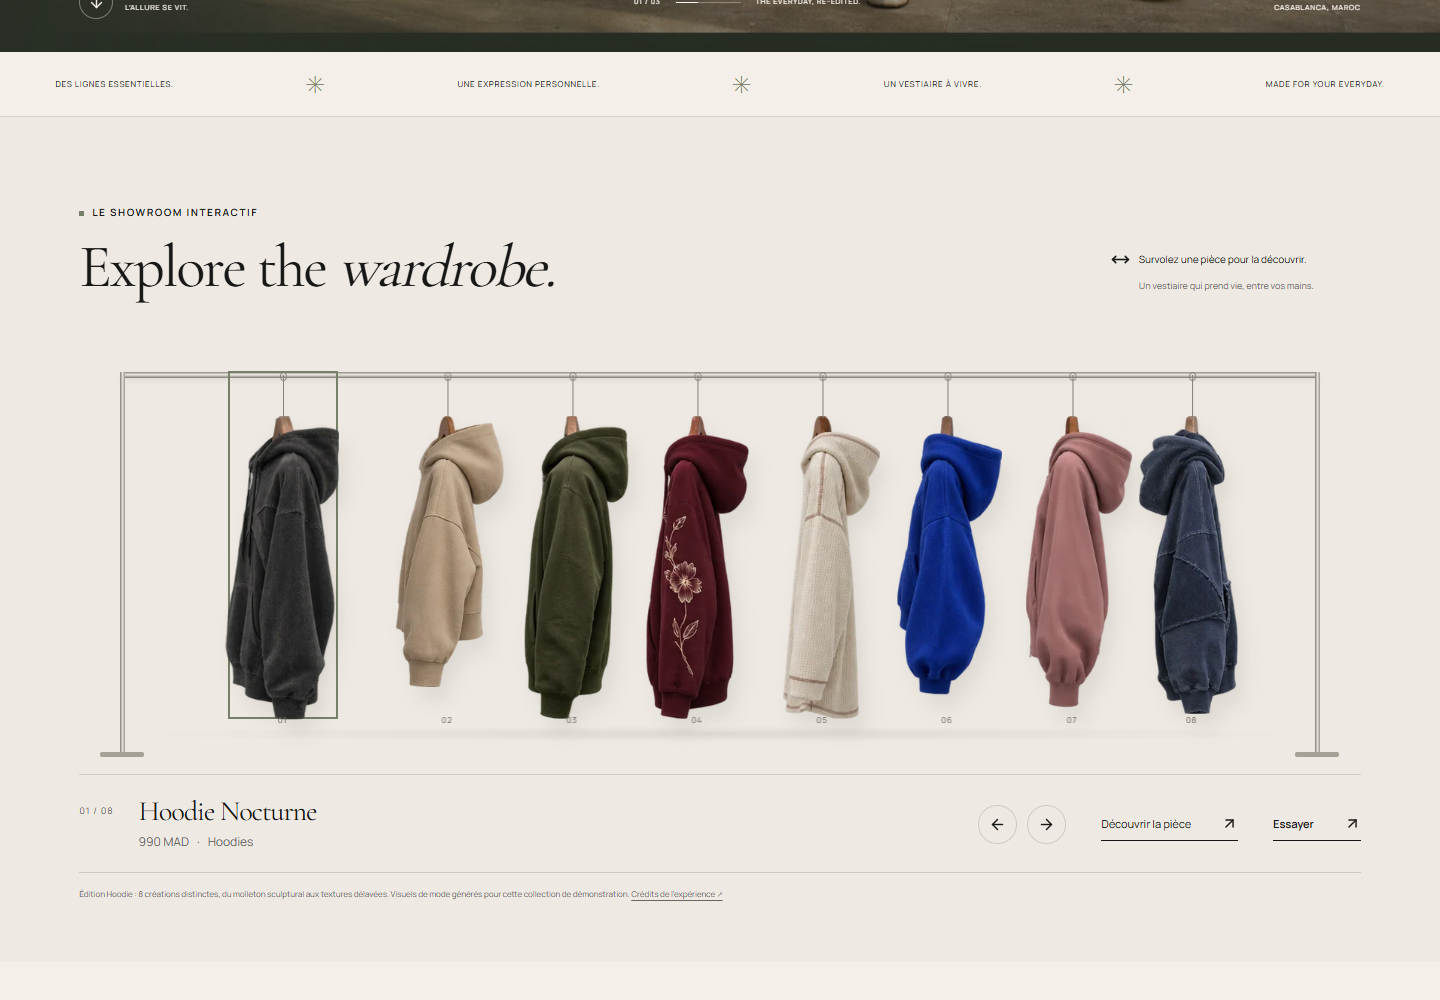 L'ALLURE SE VIT.
01 / 03
THE EVERYDAY, RE-EDITED.
CASABLANCA, MAROC
DES LIGNES ESSENTIELLES.
UNE EXPRESSION PERSONNELLE.
UN VESTIAIRE À VIVRE.
MADE FOR YOUR EVERYDAY.
LE SHOWROOM INTERACTIF
Explore the wardrobe.
Survolez une pièce pour la découvrir.
Un vestiaire qui prend vie, entre vos mains.
01
02
03
04
05
06
07
08
01 / 08
Hoodie Nocturne
990 MAD · Hoodies
Découvrir la pièce
Essayer
Édition Hoodie : 8 créations distinctes, du molleton sculptural aux textures délavées. Visuels de mode générés pour cette collection de démonstration. Crédits de l'expérience ↗